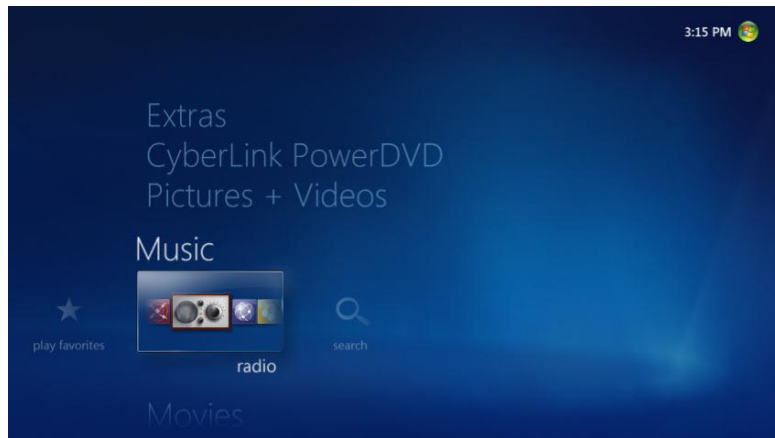 3:15 PM
Extras
CyberLink PowerDVD
Pictures + Videos
Music
play favorites
radio
search
Movies